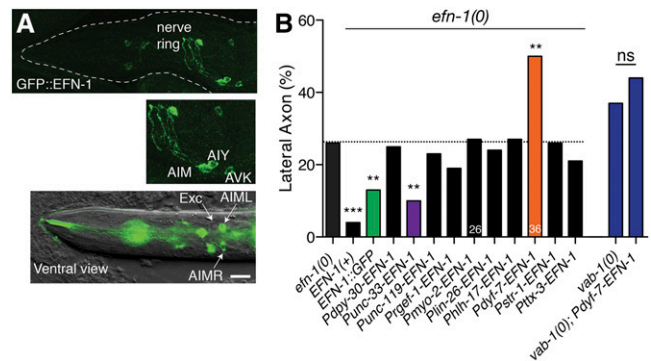 A
nerve
ring
GFP::EFN-1
AIY
AIM
AVK
Exc
AIML
Ventral view
AIMR
B
efn-1(0)
Lateral Axon (%)
60
40
20
0
***
**
**
26
**
36
ns
efn-1(0)
EFN-1(+)
EFN-1::GFP
Pdpy-30-EFN-1
Punc-33-EFN-1
Punc-119-EFN-1
Prgef-1-EFN-1
Pmyo-2-EFN-1
Plin-26-EFN-1
Phlh-17-EFN-1
Pdyf-7-EFN-1
Pstr-1-EFN-1
Pttx-3-EFN-1
vab-1(0)
vab-1(0); Pdyf-7-EFN-1